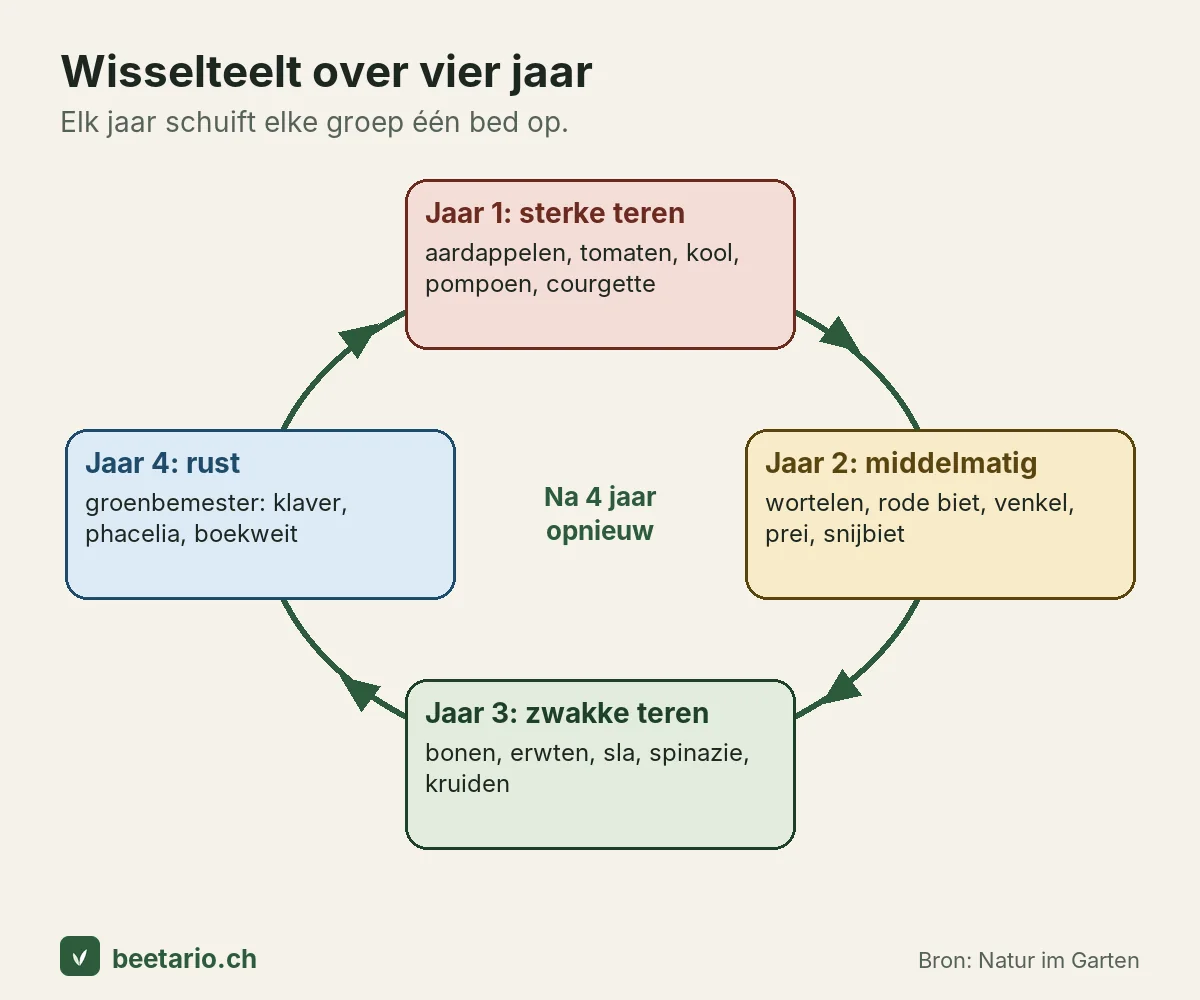 Wisselteelt over vier jaar
Elk jaar schuift elke groep één bed op.
Jaar 1: sterke teren
aardappelen, tomaten, kool,
pompoen, courgette
Jaar 2: middelmatig
wortelen, rode biet, venkel,
prei, snijbiet
Jaar 3: zwakke teren
bonen, erwten, sla, spinazie,
kruiden
Jaar 4: rust
groenbemester: klaver,
phacelia, boekweit
Na 4 jaar
opnieuw
beetario.ch
Bron: Natur im Garten